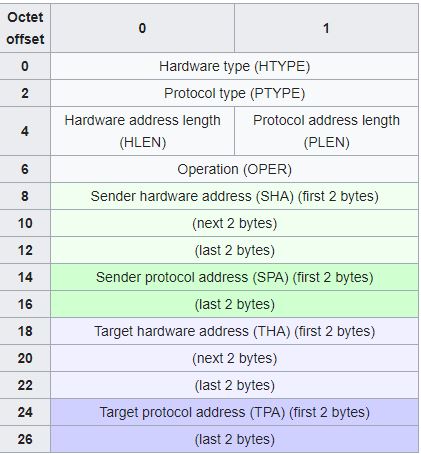 Octet offset 0 1
0 Hardware type (HTYPE)
2 Protocol type (PTYPE)
4 Hardware address length (HLEN) Protocol address length (PLEN)
6 Operation (OPER)
8 Sender hardware address (SHA) (first 2 bytes)
10 (next 2 bytes)
12 (last 2 bytes)
14 Sender protocol address (SPA) (first 2 bytes)
16 (last 2 bytes)
18 Target hardware address (THA) (first 2 bytes)
20 (next 2 bytes)
22 (last 2 bytes)
24 Target protocol address (TPA) (first 2 bytes)
26 (last 2 bytes)